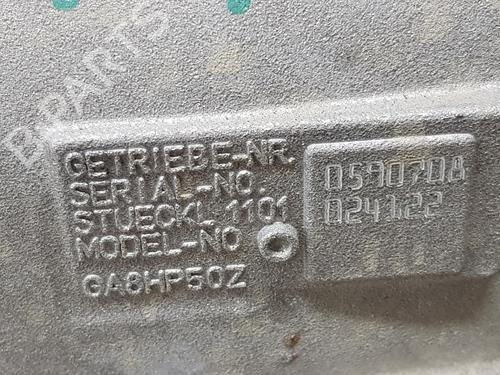 B-PARTS
GETRIEBE-NR.
SERIAL-NO.
STUECKL 1101
MODEL-NO
GA8HP50Z
0590708
024122